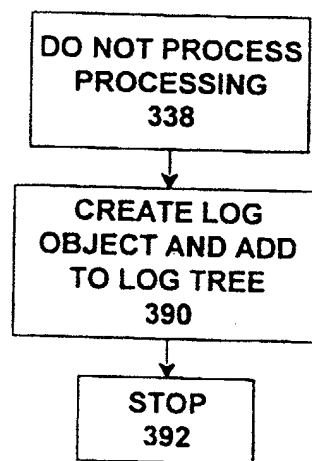 DO NOT PROCESS
PROCESSING
338
CREATE LOG
OBJECT AND ADD
TO LOG TREE
390
STOP
392